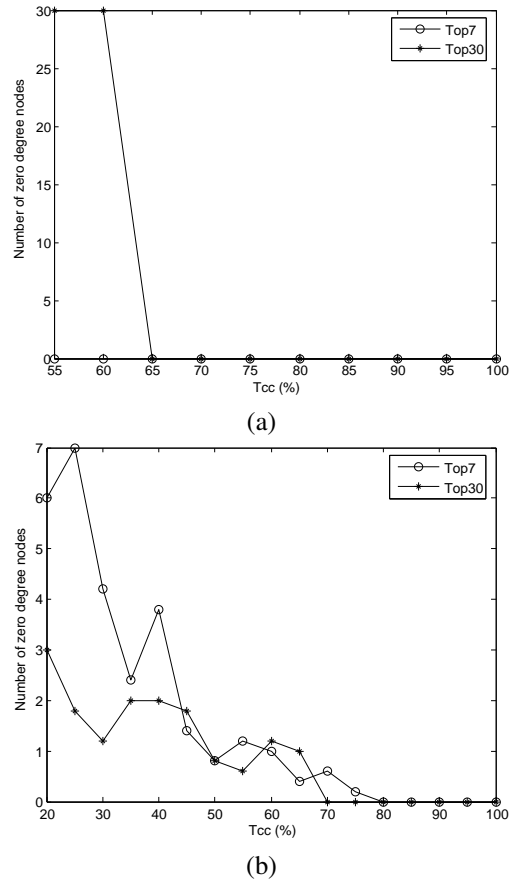 30
25
20
15
10
5
0
Number of zero degree nodes
Top7
Top30
55 60 65 70 75 80 85 90 95 100
Tcc (%)
(a)
7
6
5
4
3
2
1
0
Number of zero degree nodes
Top7
Top30
20 30 40 50 60 70 80 90 100
Tcc (%)
(b)